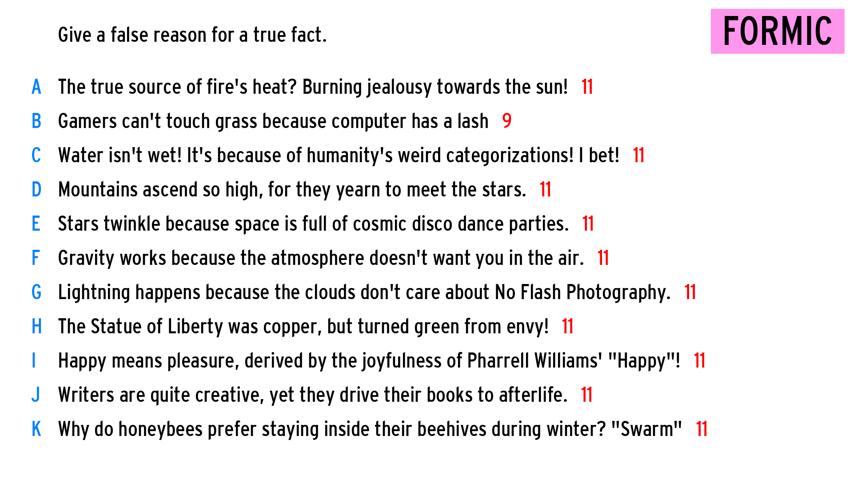 Give a false reason for a true fact.
FORMIC
A The true source of fire's heat? Burning jealousy towards the sun! 11
B Gamers can't touch grass because computer has a lash 9
C Water isn't wet! It's because of humanity's weird categorizations! I bet! 11
D Mountains ascend so high, for they yearn to meet the stars. 11
E Stars twinkle because space is full of cosmic disco dance parties. 11
F Gravity works because the atmosphere doesn't want you in the air. 11
G Lightning happens because the clouds don't care about No Flash Photography. 11
H The Statue of Liberty was copper, but turned green from envy! 11
I Happy means pleasure, derived by the joyfulness of Pharrell Williams' "Happy"! 11
J Writers are quite creative, yet they drive their books to afterlife. 11
K Why do honeybees prefer staying inside their beehives during winter? "Swarm" 11